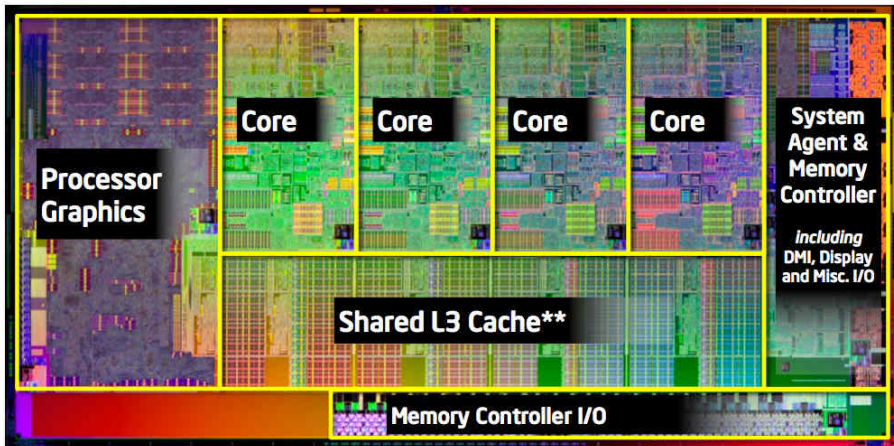 Processor
Graphics
Core
Core
Core
Core
System
Agent &
Memory
Controller
including
DMI, Display
and Misc. I/O
Shared L3 Cache**
Memory Controller I/O